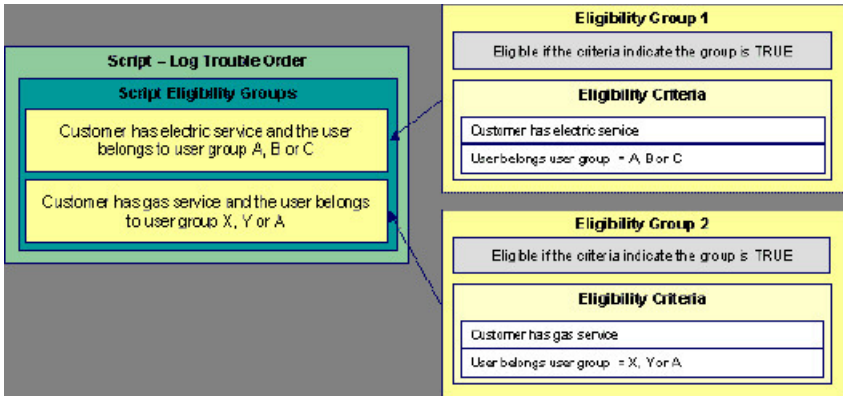 Script – Log Trouble Order
Script Eligibility Groups
Customer has electric service and the user
belongs to user group A, B or C
Customer has gas service and the user belongs
to user group X, Y or A
Eligibility Group 1
Eligible if the criteria indicate the group is TRUE
Eligibility Criteria
Customer has electric service
User belongs user group = A, B or C
Eligibility Group 2
Eligible if the criteria indicate the group is TRUE
Eligibility Criteria
Customer has gas service
User belongs user group = X, Y or A